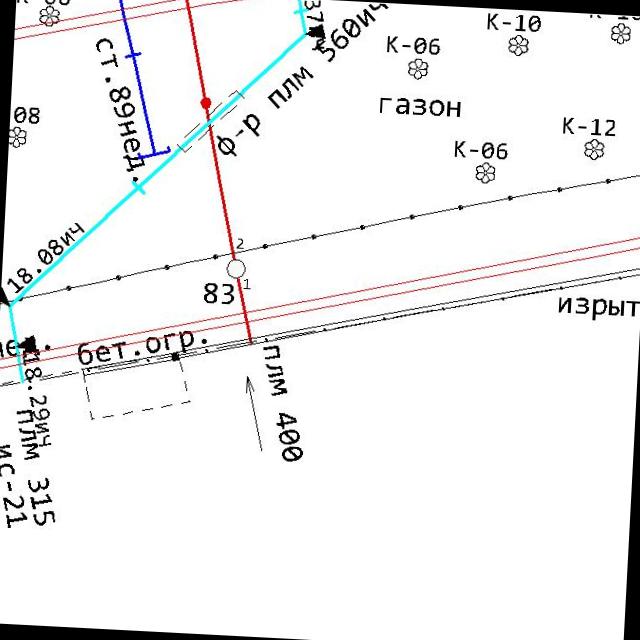 К-10
К-06
560ич
ф-р плм
ст.89нед.
газон
08
К-12
К-06
18.08ич
2
1
83
изрыт
бет.огр.
плм 400
18.29ич
плм 315
ис-21